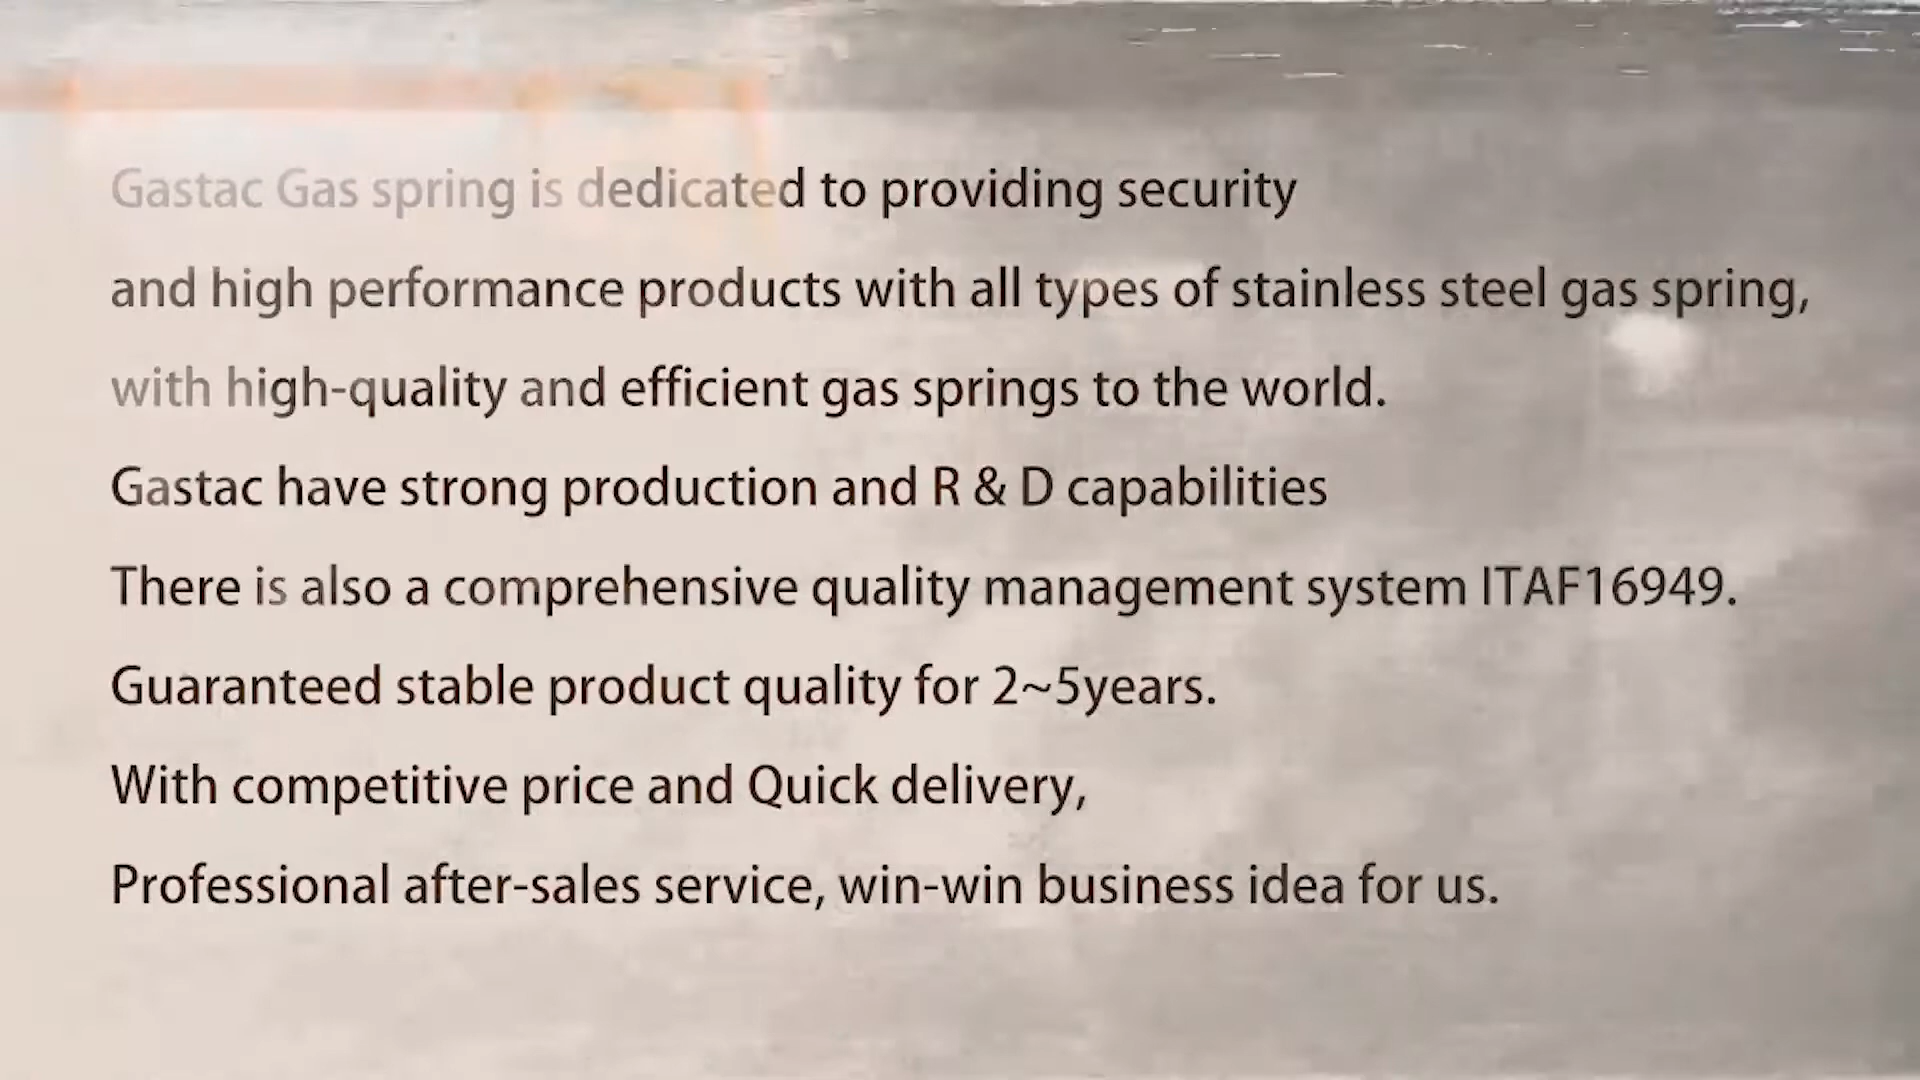 Gastac Gas spring is dedicated to providing security
and high performance products with all types of stainless steel gas spring,
with high-quality and efficient gas springs to the world.
Gastac have strong production and R & D capabilities
There is also a comprehensive quality management system ITAF16949.
Guaranteed stable product quality for 2~5years.
With competitive price and Quick delivery,
Professional after-sales service, win-win business idea for us.